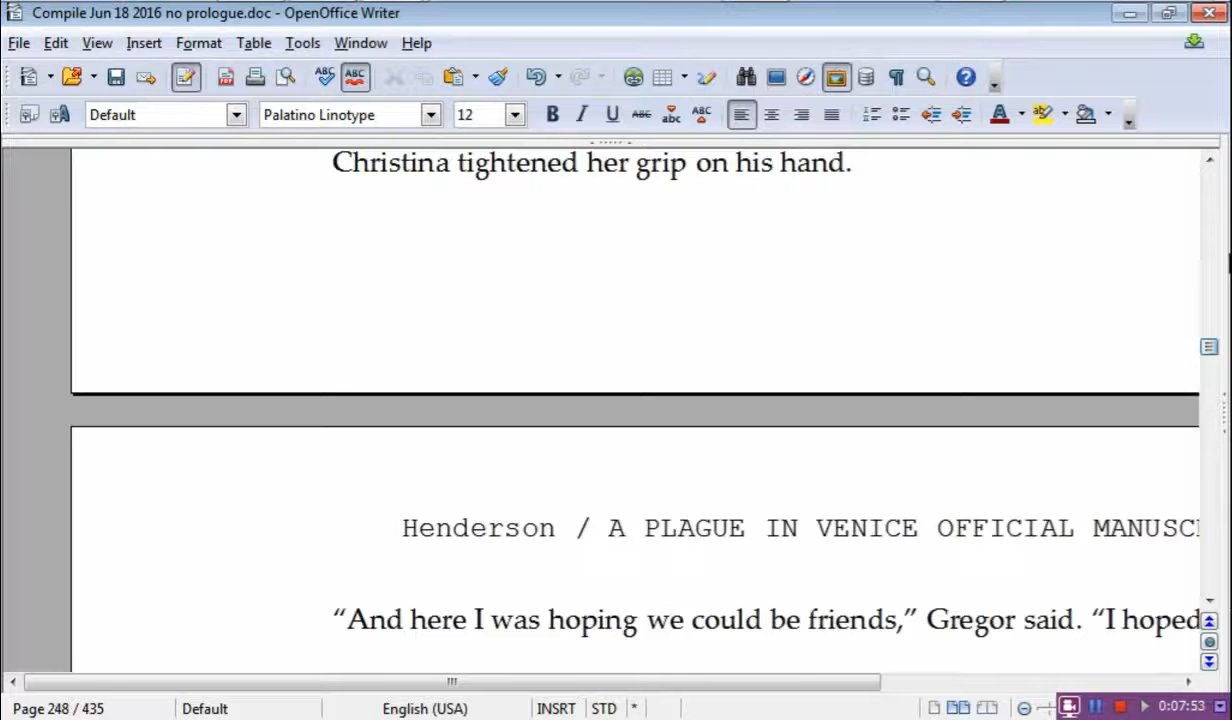 Compile Jun 18 2016 no prologue.doc - OpenOffice Writer
File Edit View Insert Format Table Tools Window Help
Default Palatino Linotype 12
Christina tightened her grip on his hand.
Henderson / A PLAGUE IN VENICE OFFICIAL
“And here I was hoping we could be friends,” Gregor said. “I hoped
Page 248 / 435 Default English (USA) INSRT STD * 0:07:53